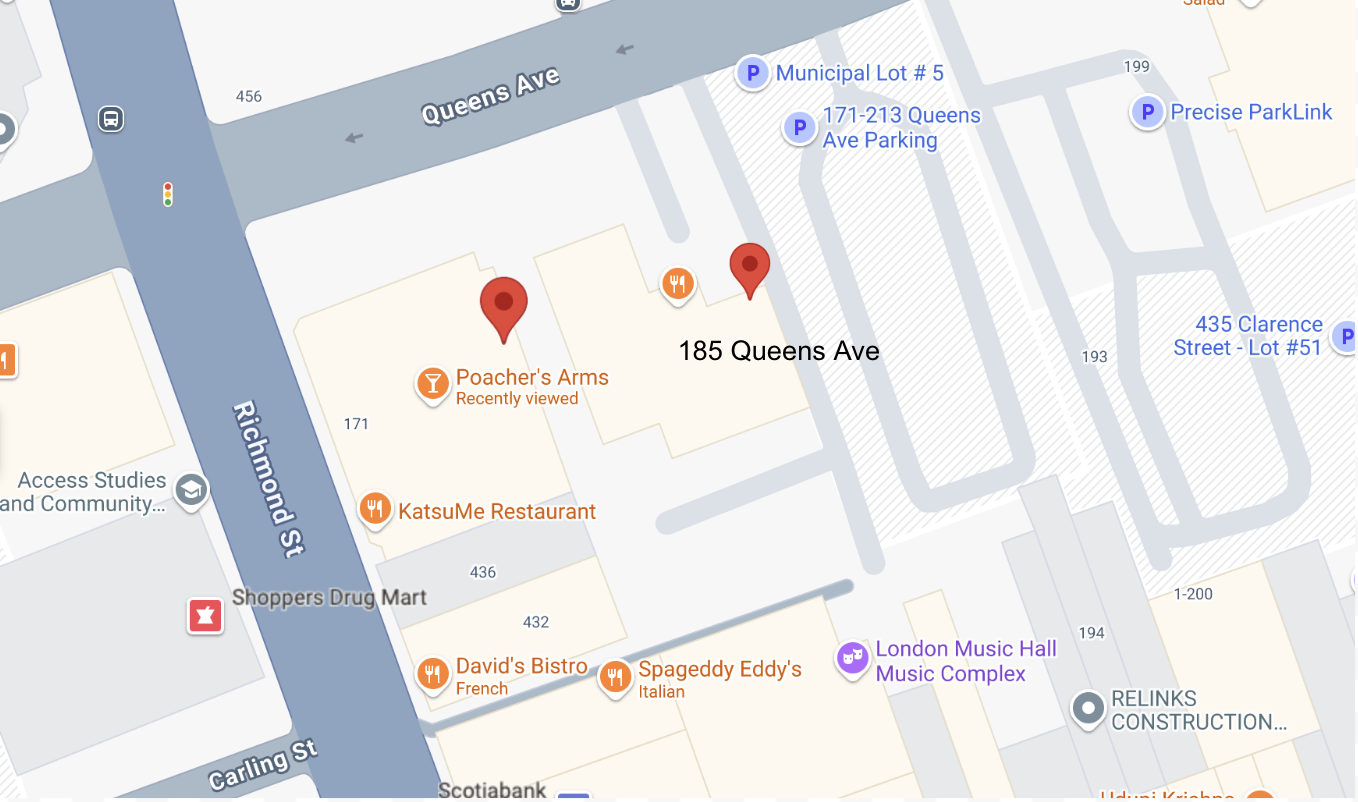 Salad
Queens Ave
456
P
Municipal Lot # 5
199
P
171-213 Queens
Ave Parking
P
Precise ParkLink
435 Clarence
Street - Lot #51
P
193
185 Queens Ave
Poacher's Arms
Recently viewed
171
Richmond St
Access Studies
and Community...
KatsuMe Restaurant
436
Shoppers Drug Mart
432
1-200
194
David's Bistro
French
Spageddy Eddy's
Italian
London Music Hall
Music Complex
RELINKS
CONSTRUCTION...
Carling St
Scotiabank